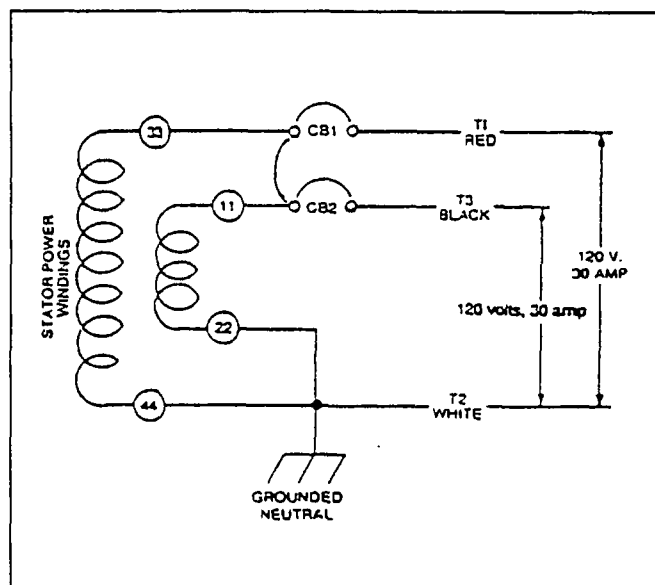 33
CB1
T1
RED
11
CB2
T3
BLACK
STATOR POWER
WINDINGS
120 V.
30 AMP
120 volts, 30 amp
22
44
T2
WHITE
GROUNDED
NEUTRAL